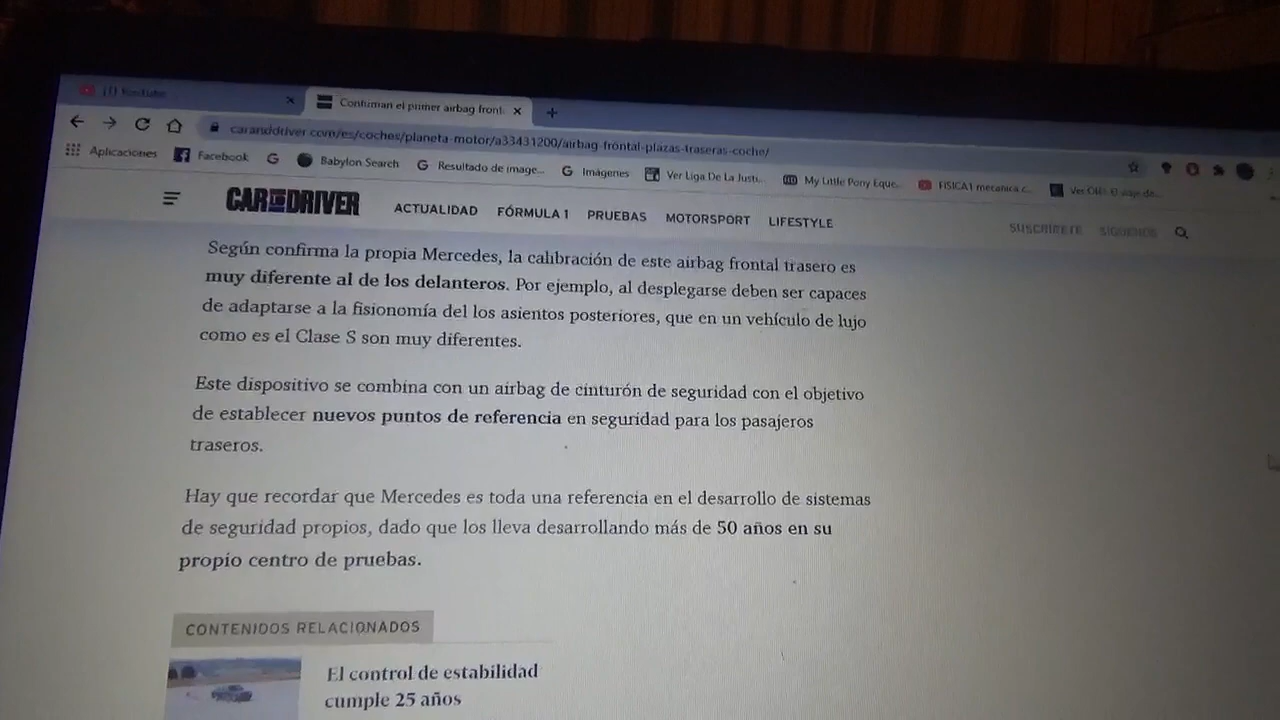 (1) YouTube
Confirman el primer airbag front
caranddriver.com/es/coches/planeta-motor/a33431200/airbag-frontal-plazas-traseras-coche/
Aplicaciones Facebook Babylon Search Resultado de image... Imágenes Ver Liga De La Justi... My Little Pony Eque... FISICA1 mecanica c...
CAR AND DRIVER ACTUALIDAD FÓRMULA 1 PRUEBAS MOTORSPORT LIFESTYLE SUSCRÍBETE SÍGUENOS
Según confirma la propia Mercedes, la calibración de este airbag frontal trasero es
muy diferente al de los delanteros. Por ejemplo, al desplegarse deben ser capaces
de adaptarse a la fisionomía del los asientos posteriores, que en un vehículo de lujo
como es el Clase S son muy diferentes.
Este dispositivo se combina con un airbag de cinturón de seguridad con el objetivo
de establecer nuevos puntos de referencia en seguridad para los pasajeros
traseros.
Hay que recordar que Mercedes es toda una referencia en el desarrollo de sistemas
de seguridad propios, dado que los lleva desarrollando más de 50 años en su
propio centro de pruebas.
CONTENIDOS RELACIONADOS
El control de estabilidad
cumple 25 años